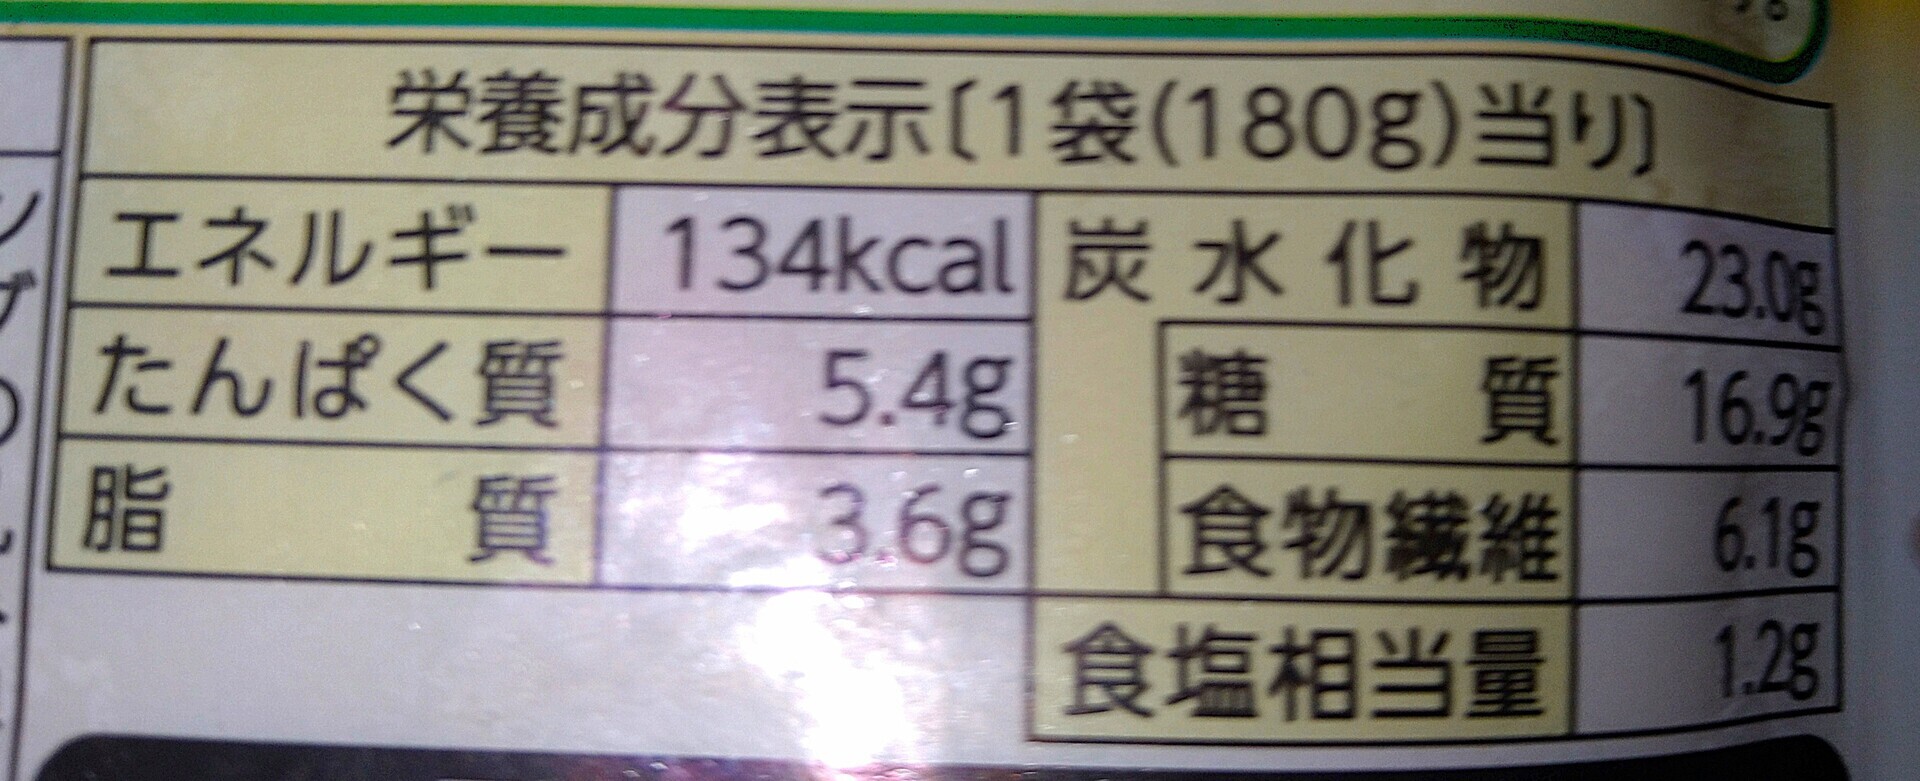 栄養成分表示〔1袋(180g)当り〕
エネルギー 134kcal
たんぱく質 5.4g
脂質 3.6g
炭水化物 23.0g
糖質 16.9g
食物繊維 6.1g
食塩相当量 1.2g